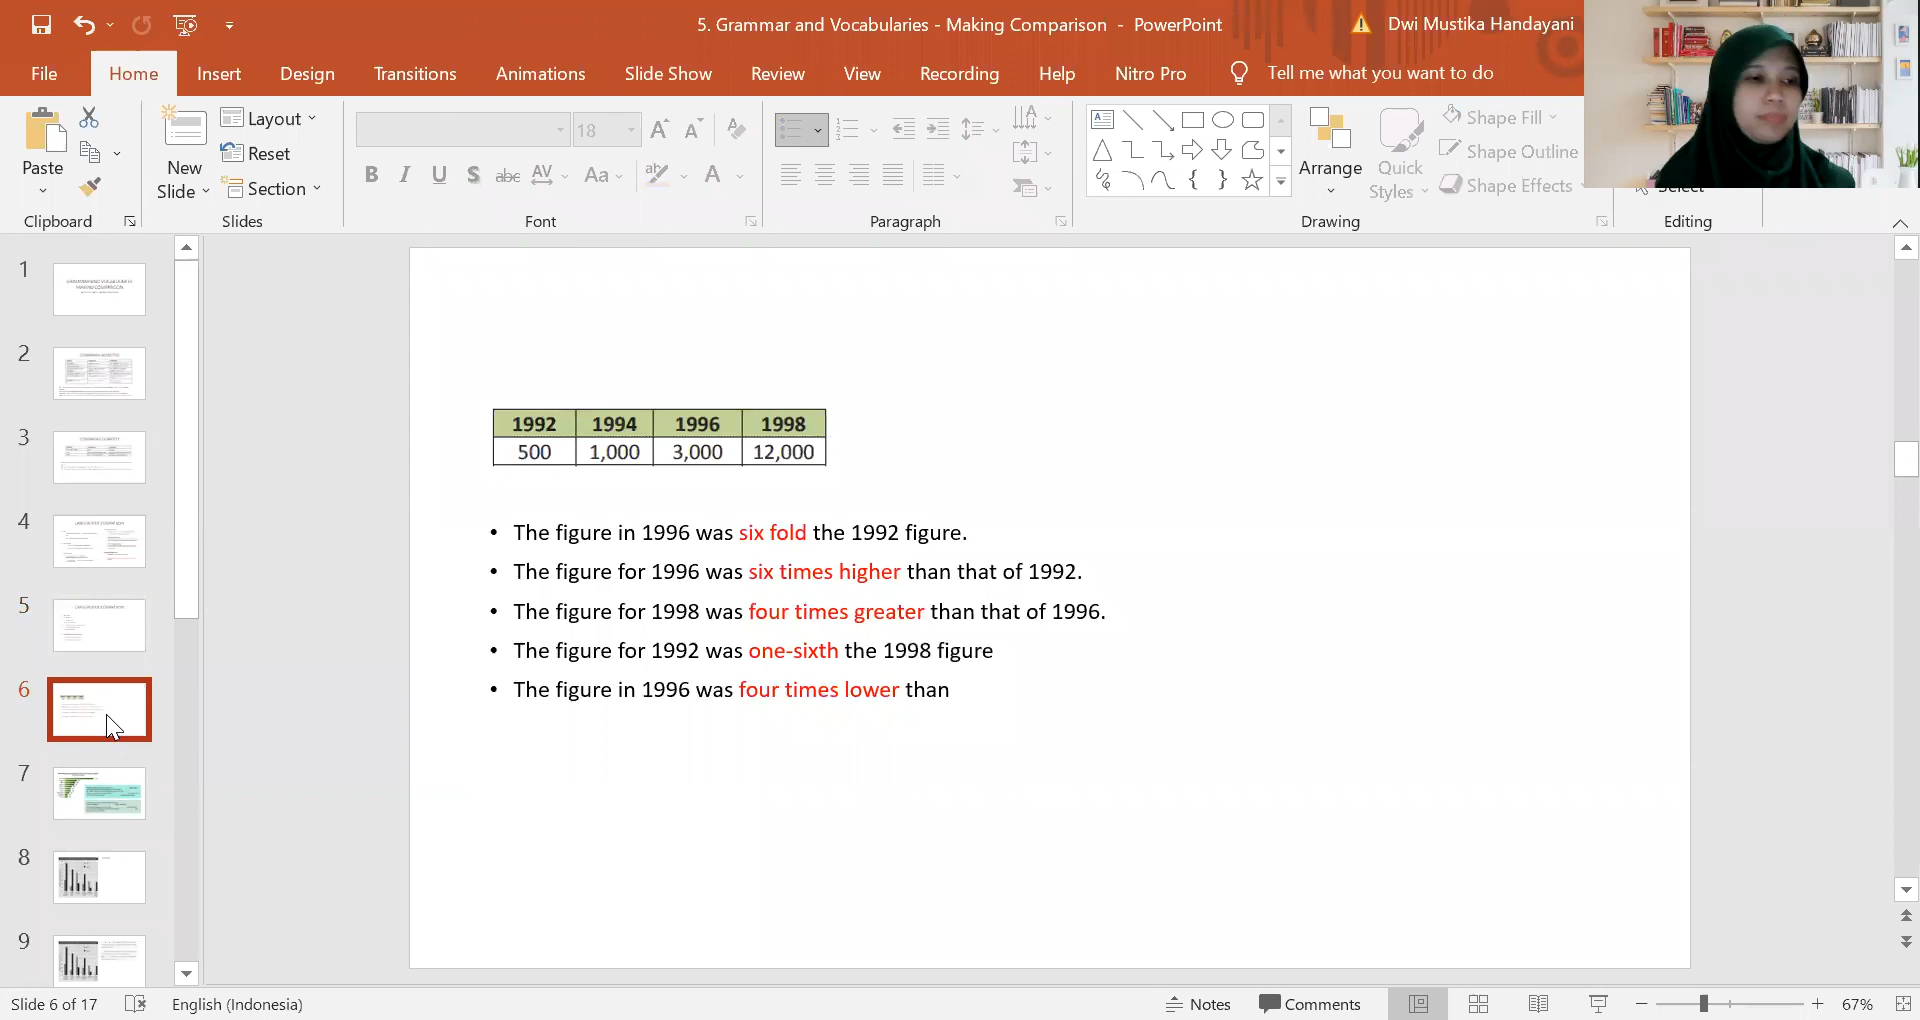 5. Grammar and Vocabularies - Making Comparison - PowerPoint
Dwi Mustika Handayani
File Home Insert Design Transitions Animations Slide Show Review View Recording Help Nitro Pro Tell me what you want to do
Paste
Clipboard
New Slide
Layout
Reset
Section
Slides
18
B I U S abc AV Aa A
Font
Paragraph
Arrange
Quick Styles
Shape Fill
Shape Outline
Shape Effects
Drawing
Select
Editing
1
2
3
4
5
6
7
8
9
1992 1994 1996 1998
500 1,000 3,000 12,000
• The figure in 1996 was six fold the 1992 figure.
• The figure for 1996 was six times higher than that of 1992.
• The figure for 1998 was four times greater than that of 1996.
• The figure for 1992 was one-sixth the 1998 figure
• The figure in 1996 was four times lower than
Slide 6 of 17 English (Indonesia) Notes Comments 67%